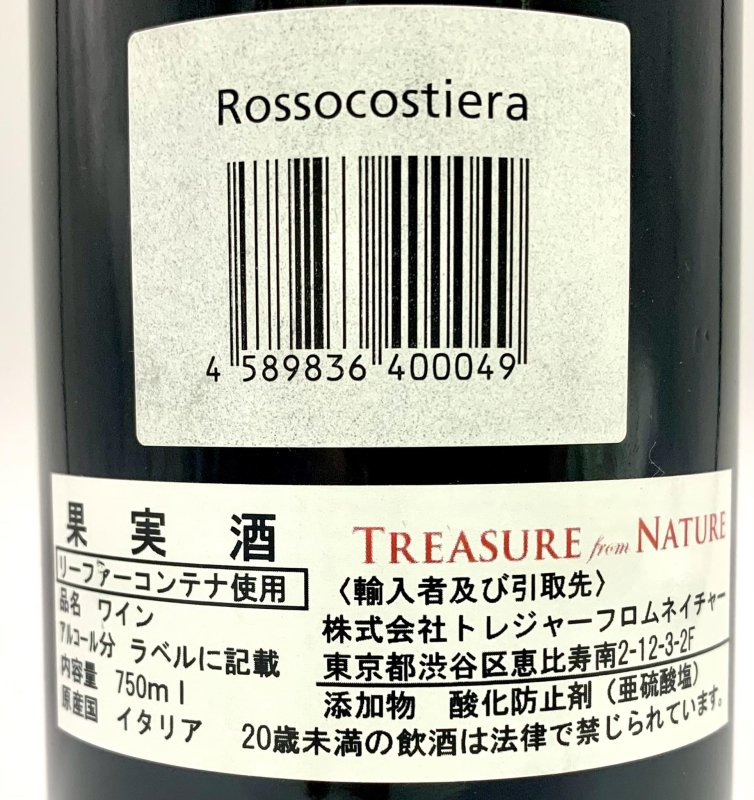 Rossocostiera
4 589836 400049
果実酒
TREASURE from NATURE
リーファーコンテナ使用
〈輸入者及び引取先〉
品名 ワイン
株式会社トレジャーフロムネイチャー
アルコール分 ラベルに記載
東京都渋谷区恵比寿南2-12-3-2F
内容量 750ml
添加物 酸化防止剤（亜硫酸塩）
原産国 イタリア
20歳未満の飲酒は法律で禁じられています。